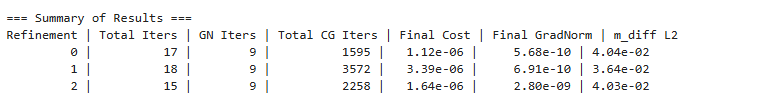 === Summary of Results ===
Refinement | Total Iters | GN Iters | Total CG Iters | Final Cost | Final GradNorm | m_diff L2
0 | 17 | 9 | 1595 | 1.12e-06 | 5.68e-10 | 4.04e-02
1 | 18 | 9 | 3572 | 3.39e-06 | 6.91e-10 | 3.64e-02
2 | 15 | 9 | 2258 | 1.64e-06 | 2.80e-09 | 4.03e-02